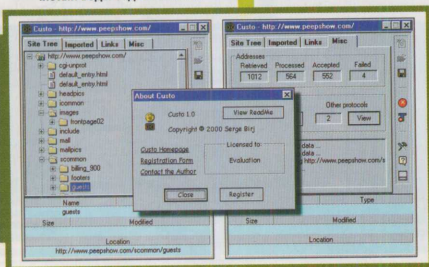 Custo - http://www.peepshow.com/
Site Tree Imported Links Misc
http://www.peepshow.com/
cgi-unprot
default_entry.html
default_entry.html
headpics
icommon
images
frontpage02
include
mail
mailpics
scommon
billing_900
footers
guests
Name
guests
Size Modified
Location
http://www.peepshow.com/scommon/guests
About Custo
Custo 1.0
View ReadMe
Copyright © 2000 Serge Birj
Custo Homepage
Registration Form
Contact the Author
Licensed to:
Evaluation
Close Register
Custo - http://www.peepshow.com/
Site Tree Imported Links Misc
Addresses
Retrieved Processed Accepted Failed
1012 564 552 4
Other protocols
2 View
data ...
data ...
http://www.peepshow.com/s
Type
Size Modified
Location